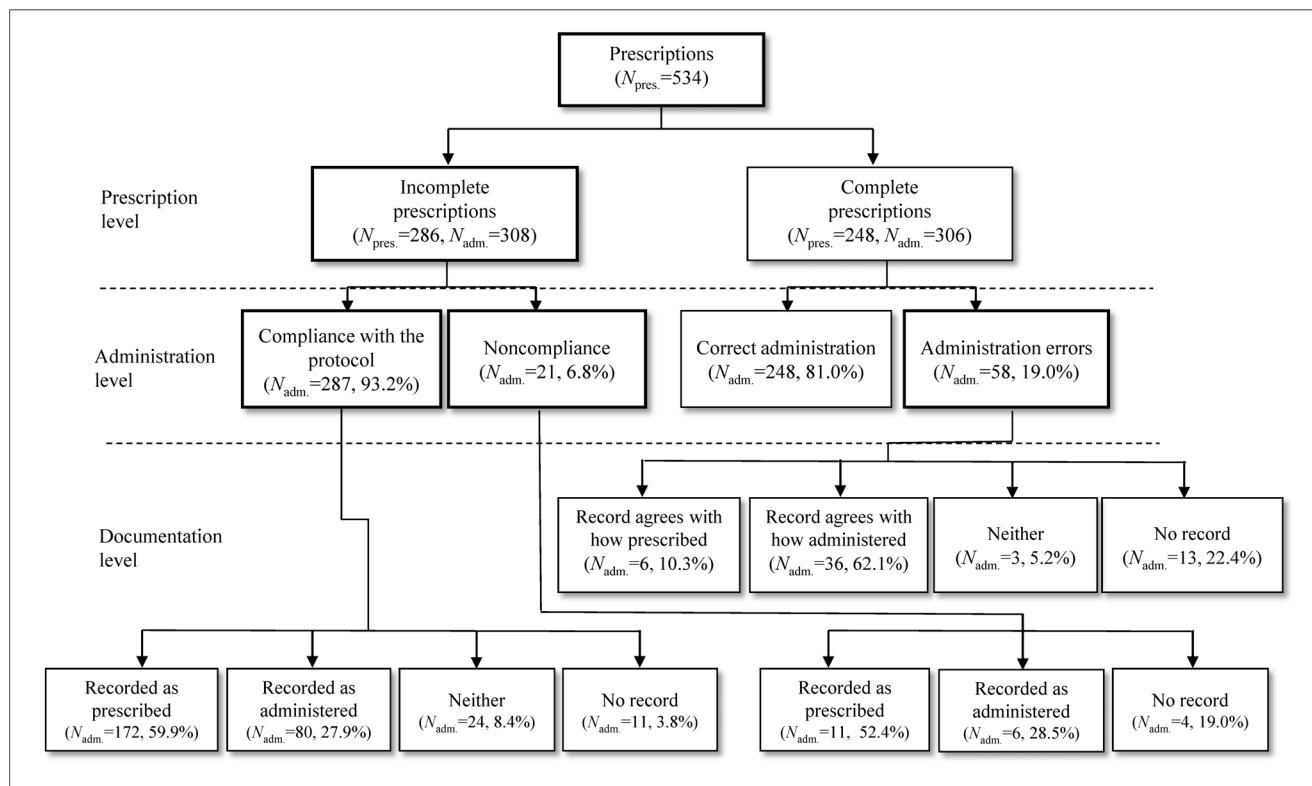 Prescriptions
(Npres.=534)
Prescription
level
Incomplete
prescriptions
(Npres.=286, Nadm.=308)
Complete
prescriptions
(Npres.=248, Nadm.=306)
Administration
level
Compliance with the
protocol
(Nadm.=287, 93.2%)
Noncompliance
(Nadm.=21, 6.8%)
Correct administration
(Nadm.=248, 81.0%)
Administration errors
(Nadm.=58, 19.0%)
Documentation
level
Record agrees with
how prescribed
(Nadm.=6, 10.3%)
Record agrees with
how administered
(Nadm.=36, 62.1%)
Neither
(Nadm.=3, 5.2%)
No record
(Nadm.=13, 22.4%)
Recorded as
prescribed
(Nadm.=172, 59.9%)
Recorded as
administered
(Nadm.=80, 27.9%)
Neither
(Nadm.=24, 8.4%)
No record
(Nadm.=11, 3.8%)
Recorded as
prescribed
(Nadm.=11, 52.4%)
Recorded as
administered
(Nadm.=6, 28.5%)
No record
(Nadm.=4, 19.0%)